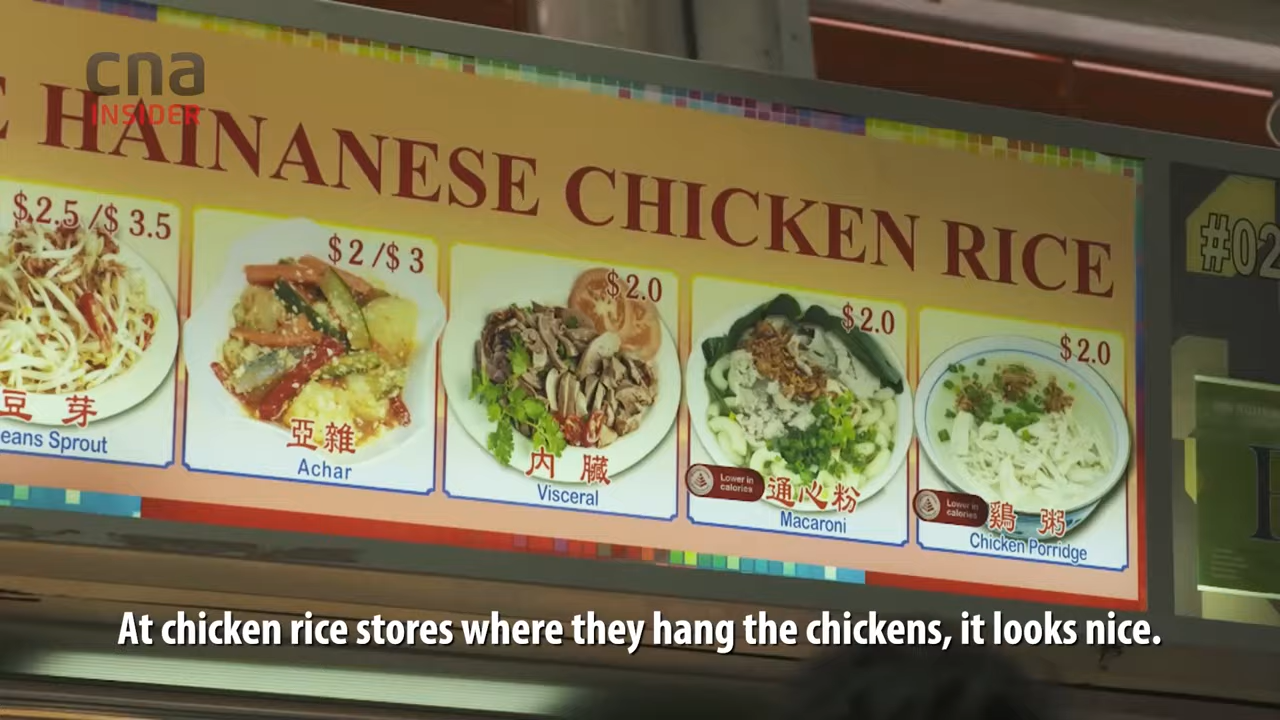 cna
INSIDER
HAINANESE CHICKEN RICE
#02
$2.5/$3.5
豆芽
eans Sprout
$2/$3
亞雜
Achar
$2.0
内臟
Visceral
$2.0
Lower in
calories
通心粉
Macaroni
$2.0
Lower in
calories
鷄粥
Chicken Porridge
At chicken rice stores where they hang the chickens, it looks nice.